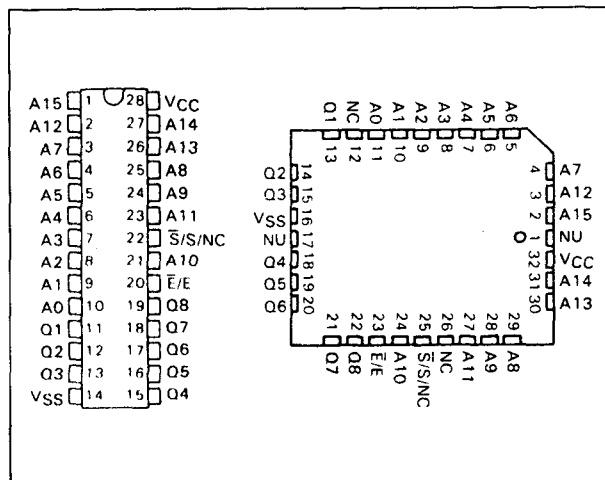 A15 1 28 VCC
A12 2 27 A14
A7 3 26 A13
A6 4 25 A8
A5 5 24 A9
A4 6 23 A11
A3 7 22 S̅/S/NC
A2 8 21 A10
A1 9 20 E̅/E
A0 10 19 Q8
Q1 11 18 Q7
Q2 12 17 Q6
Q3 13 16 Q5
VSS 14 15 Q4
Q1 NC A0 A1 A2 A3 A4 A5 A6
13 12 11 10 9 8 7 6 5
Q2 14 4 A7
Q3 15 3 A12
VSS 16 2 A15
NU 17 1 NU
Q4 18 32 VCC
Q5 19 31 A14
Q6 20 30 A13
21 22 23 24 25 26 27 28 29
Q7 Q8 E̅/E A10 S̅/S/NC NC A11 A9 A8